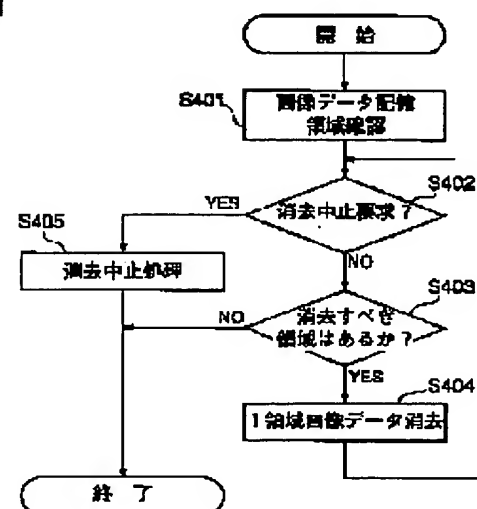 開始
S401
画像データ記憶
領域確認
S402
消去中止要求？
YES
S405
消去中止処理
NO
S403
消去すべき
領域はあるか？
NO
YES
S404
1領域画像データ消去
終了